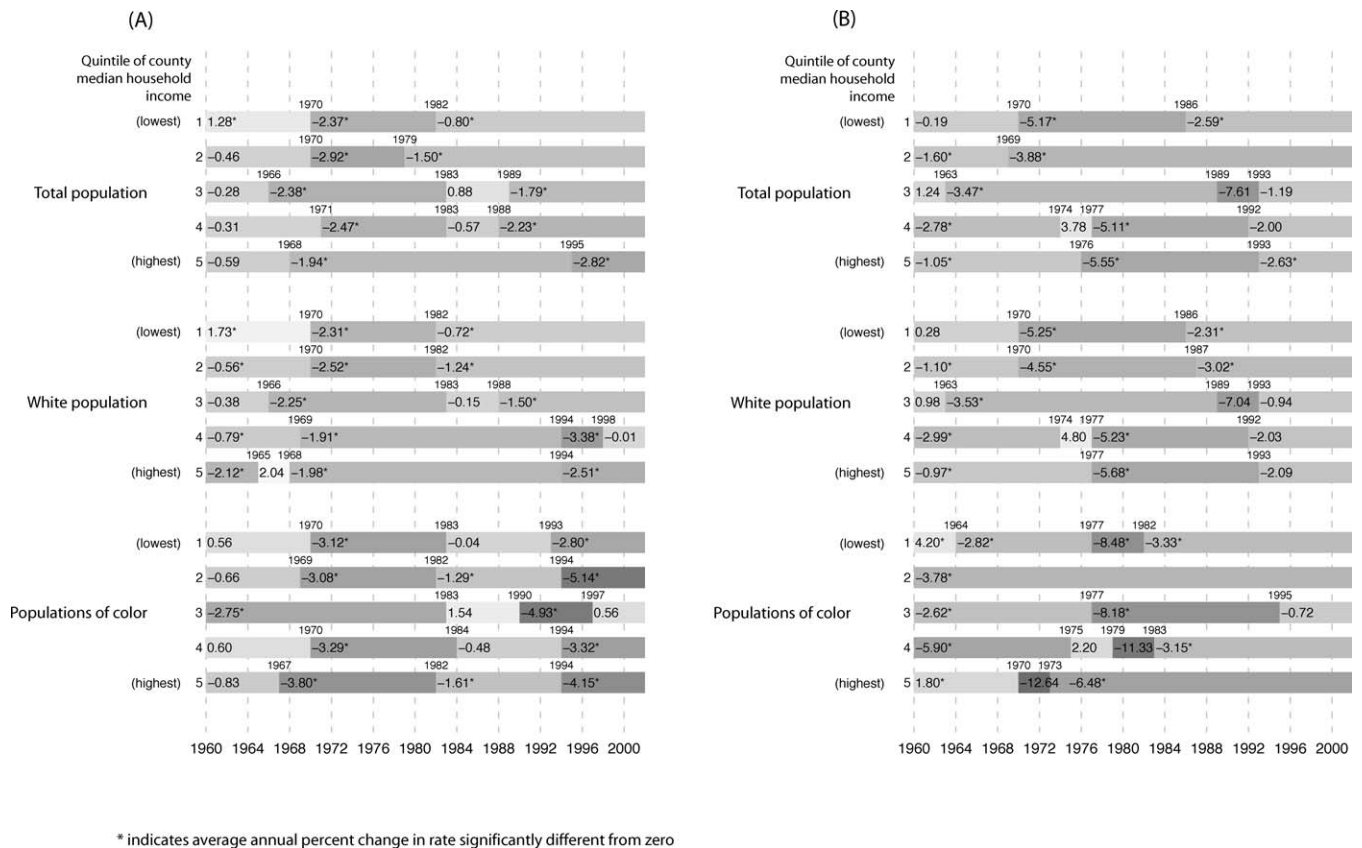 (A)
Quintile of county
median household
income
1970 1982
(lowest) 1 1.28* −2.37* −0.80*
1970 1979
2 −0.46 −2.92* −1.50*
1966 1983 1989
Total population 3 −0.28 −2.38* 0.88 −1.79*
1971 1983 1988
4 −0.31 −2.47* −0.57 −2.23*
1968 1995
(highest) 5 −0.59 −1.94* −2.82*
1970 1982
(lowest) 1 1.73* −2.31* −0.72*
1970 1982
2 −0.56* −2.52* −1.24*
1966 1983 1988
White population 3 −0.38 −2.25* −0.15 −1.50*
1969 1994 1998
4 −0.79* −1.91* −3.38* −0.01
1965 1968 1994
(highest) 5 −2.12* 2.04 −1.98* −2.51*
1970 1983 1993
(lowest) 1 0.56 −3.12* −0.04 −2.80*
1969 1982 1994
2 −0.66 −3.08* −1.29* −5.14*
1983 1990 1997
Populations of color 3 −2.75* 1.54 −4.93* 0.56
1970 1984 1994
4 0.60 −3.29* −0.48 −3.32*
1967 1982 1994
(highest) 5 −0.83 −3.80* −1.61* −4.15*
1960 1964 1968 1972 1976 1980 1984 1988 1992 1996 2000
(B)
Quintile of county
median household
income
1970 1986
(lowest) 1 −0.19 −5.17* −2.59*
1969
2 −1.60* −3.88*
1963 1989 1993
Total population 3 1.24 −3.47* −7.61 −1.19
1974 1977 1992
4 −2.78* 3.78 −5.11* −2.00
1976 1993
(highest) 5 −1.05* −5.55* −2.63*
1970 1986
(lowest) 1 0.28 −5.25* −2.31*
1970 1987
2 −1.10* −4.55* −3.02*
1963 1989 1993
White population 3 0.98 −3.53* −7.04 −0.94
1974 1977 1992
4 −2.99* 4.80 −5.23* −2.03
1977 1993
(highest) 5 −0.97* −5.68* −2.09
1964 1977 1982
(lowest) 1 4.20* −2.82* −8.48* −3.33*
2 −3.78*
1977 1995
Populations of color 3 −2.62* −8.18* −0.72
1975 1979 1983
4 −5.90* 2.20 −11.33 −3.15*
1970 1973
(highest) 5 1.80* −12.64 −6.48*
1960 1964 1968 1972 1976 1980 1984 1988 1992 1996 2000
* indicates average annual percent change in rate significantly different from zero